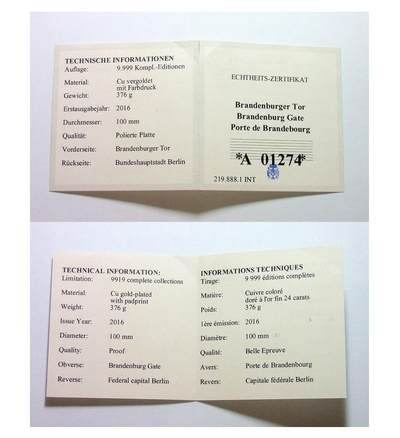 TECHNISCHE INFORMATIONEN
Auflage: 9.999 Kompl.-Editionen
Material: Cu vergoldet
mit Farbdruck
Gewicht: 376 g
Erstausgabejahr: 2016
Durchmesser: 100 mm
Qualität: Polierte Platte
Vorderseite: Brandenburger Tor
Rückseite: Bundeshauptstadt Berlin
ECHTHEITS-ZERTIFIKAT
Brandenburger Tor
Brandenburg Gate
Porte de Brandebourg
*A 01274*
219.888.1 INT
TECHNICAL INFORMATION:
Limitation: 9919 complete collections
Material: Cu gold-plated
with padprint
Weight: 376 g
Issue Year: 2016
Diameter: 100 mm
Quality: Proof
Obverse: Brandenburg Gate
Reverse: Federal capital Berlin
INFORMATIONS TECHNIQUES
Tirage: 9 999 éditions complètes
Matière: Cuivre coloré
doré à l'or fin 24 carats
Poids: 376 g
1ère émission: 2016
Diamètre: 100 mm
Qualité: Belle Epreuve
Avers: Porte de Brandenbourg
Avers: Capitale fédérale Berlin